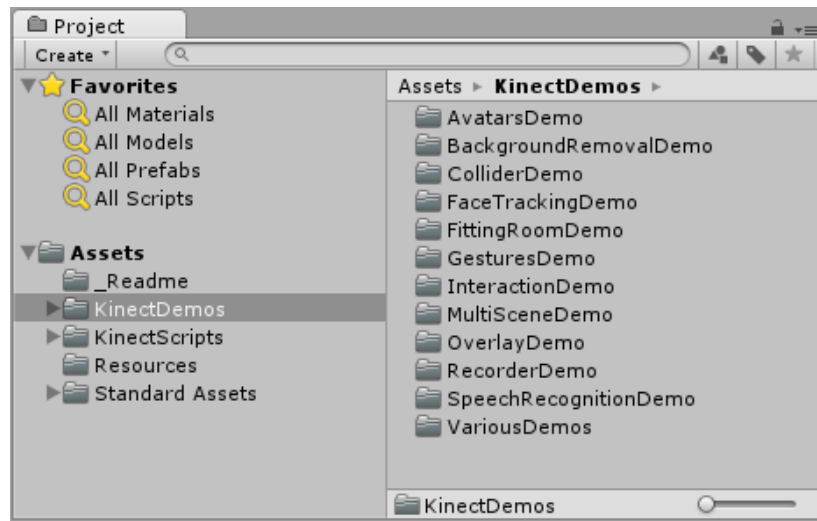 Project
Create
Favorites
All Materials
All Models
All Prefabs
All Scripts
Assets
_Readme
KinectDemos
KinectScripts
Resources
Standard Assets
Assets KinectDemos
AvatarsDemo
BackgroundRemovalDemo
ColliderDemo
FaceTrackingDemo
FittingRoomDemo
GesturesDemo
InteractionDemo
MultiSceneDemo
OverlayDemo
RecorderDemo
SpeechRecognitionDemo
VariousDemos
KinectDemos